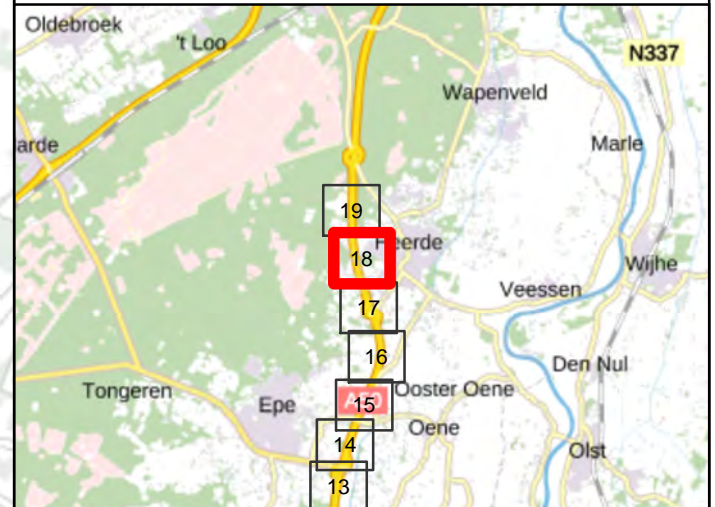 Oldebroek
't Loo
N337
Wapenveld
arde
Marle
19
Heerde
18
Wijhe
17
Veessen
16
Den Nul
Tongeren
Epe
15
Ooster Oene
Oene
14
Olst
13